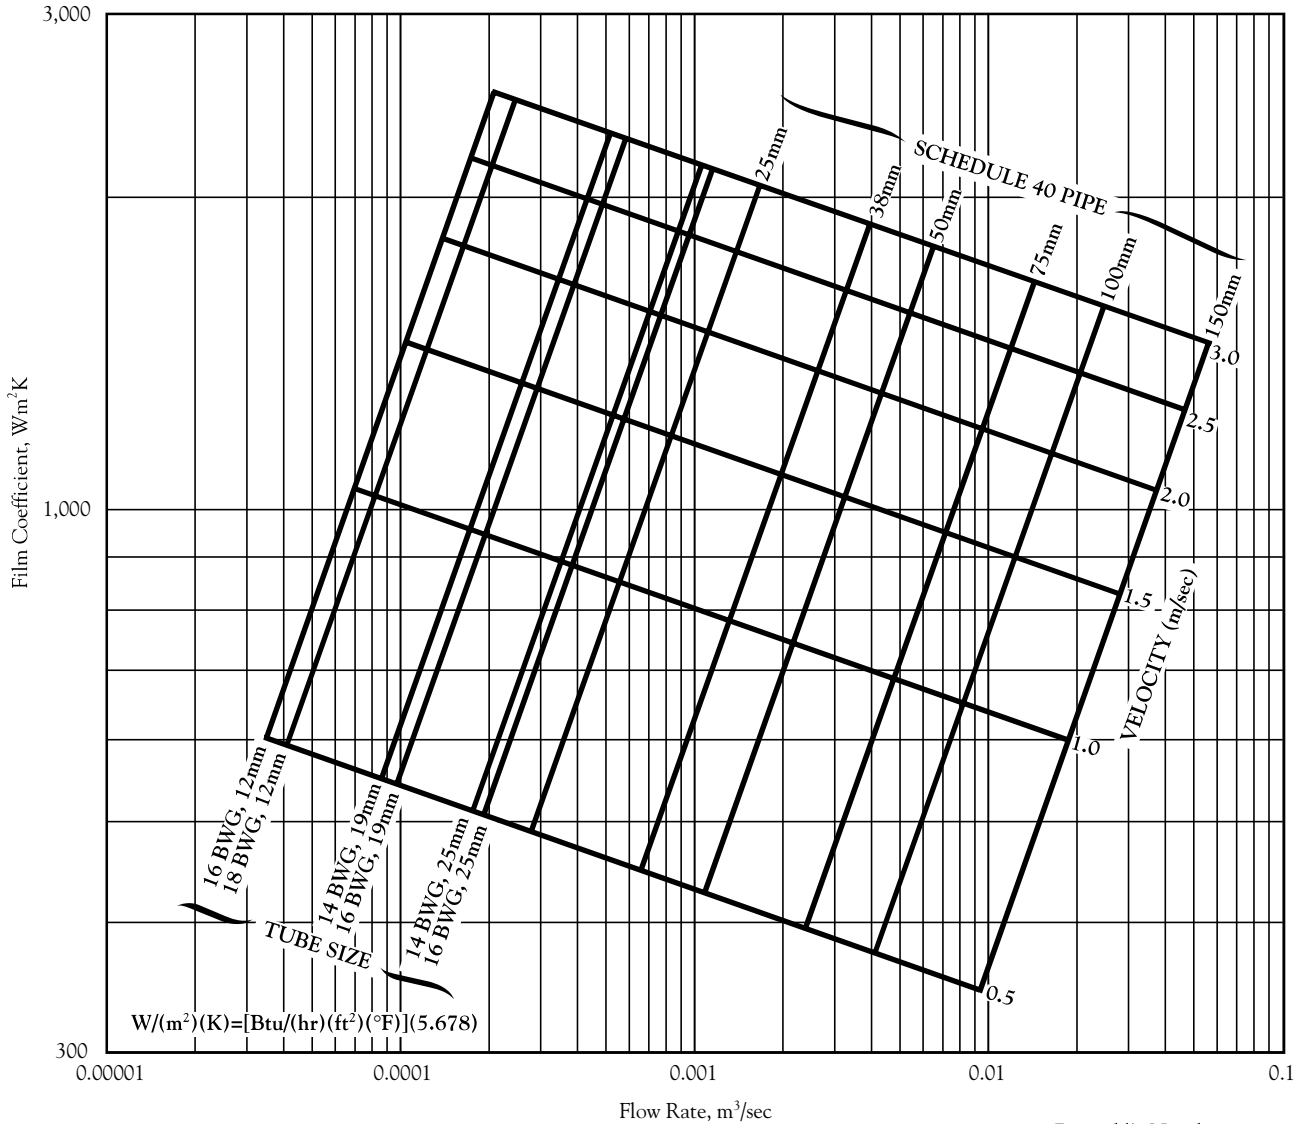 3,000
25mm
SCHEDULE 40 PIPE
38mm
50mm
75mm
100mm
150mm
3.0
2.5
2.0
1.5
1.0
0.5
VELOCITY (m/sec)
Film Coefficient, Wm²K
1,000
16 BWG, 12mm
18 BWG, 12mm
14 BWG, 19mm
16 BWG, 19mm
14 BWG, 25mm
16 BWG, 25mm
TUBE SIZE
W/(m²)(K)=[Btu/(hr)(ft²)(°F)](5.678)
300
0.00001 0.0001 0.001 0.01 0.1
Flow Rate, m³/sec